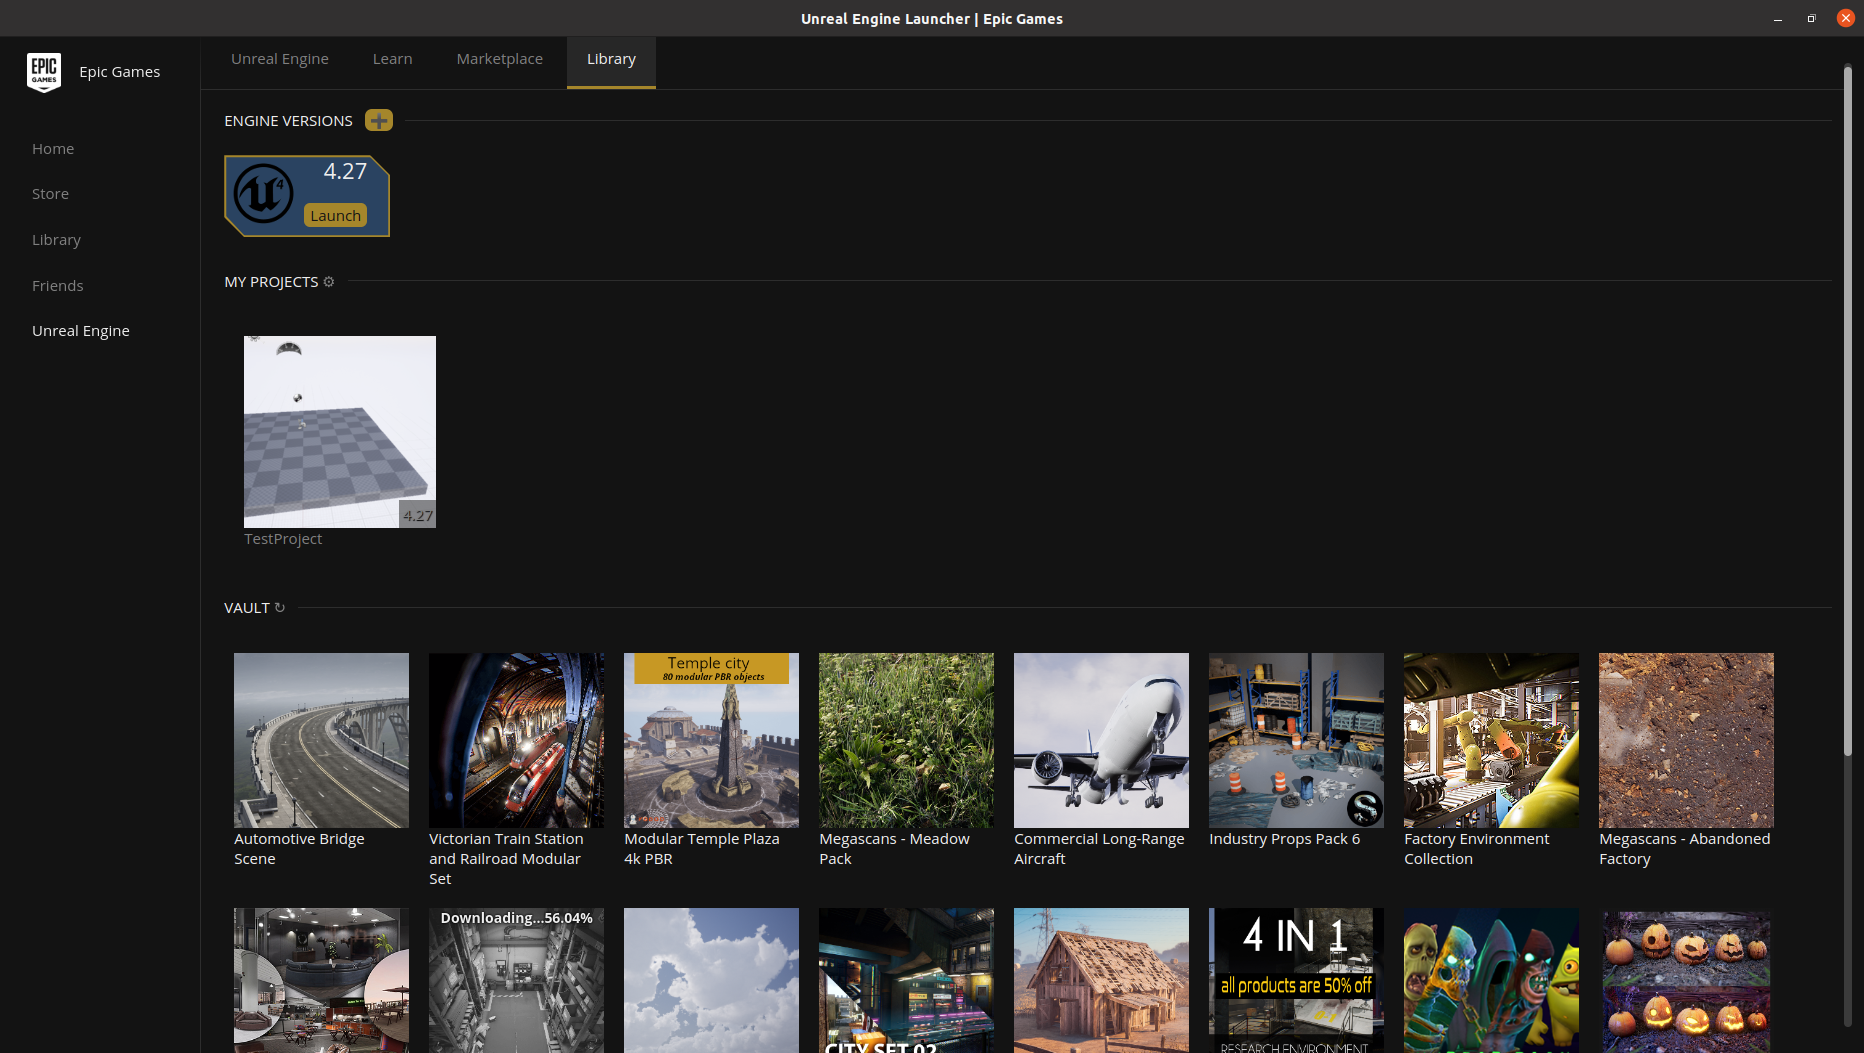 Unreal Engine Launcher | Epic Games
EPIC
GAMES
Epic Games
Unreal Engine
Learn
Marketplace
Library
Home
Store
Library
Friends
Unreal Engine
ENGINE VERSIONS
4.27
Launch
MY PROJECTS
4.27
TestProject
VAULT
Temple city
80 modular PBR objects
Automotive Bridge
Scene
Victorian Train Station
and Railroad Modular
Set
Modular Temple Plaza
4k PBR
Megascans - Meadow
Pack
Commercial Long-Range
Aircraft
Industry Props Pack 6
Factory Environment
Collection
Megascans - Abandoned
Factory
Downloading...56.04%
CITY SET 02
4 IN 1
all products are 50% off
RESEARCH ENVIRONMENT